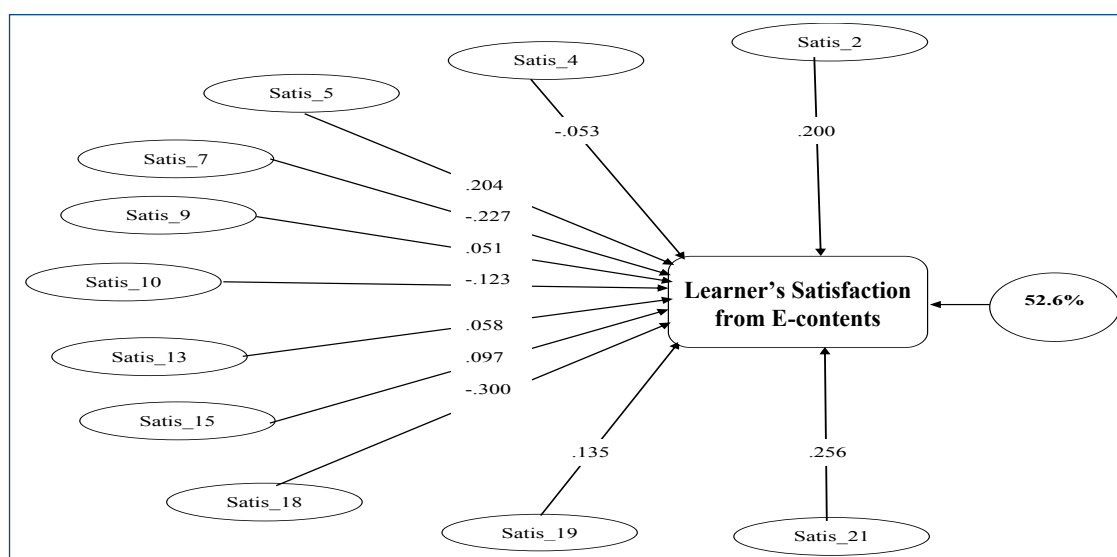 Satis_2
Satis_4
Satis_5
-.053
.200
Satis_7
.204
Satis_9
-.227
.051
Satis_10
-.123
Learner’s Satisfaction
from E-contents
52.6%
.058
Satis_13
.097
-.300
Satis_15
.135
.256
Satis_18
Satis_19
Satis_21